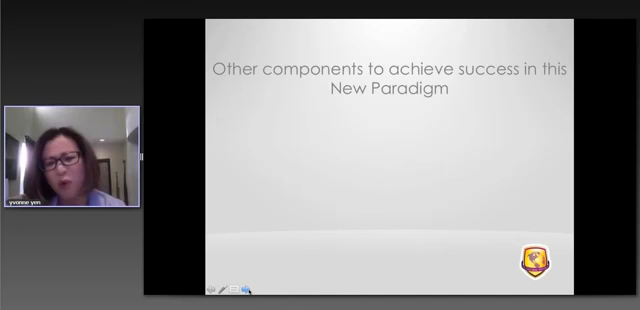 Other components to achieve success in this
New Paradigm
yvonne yen